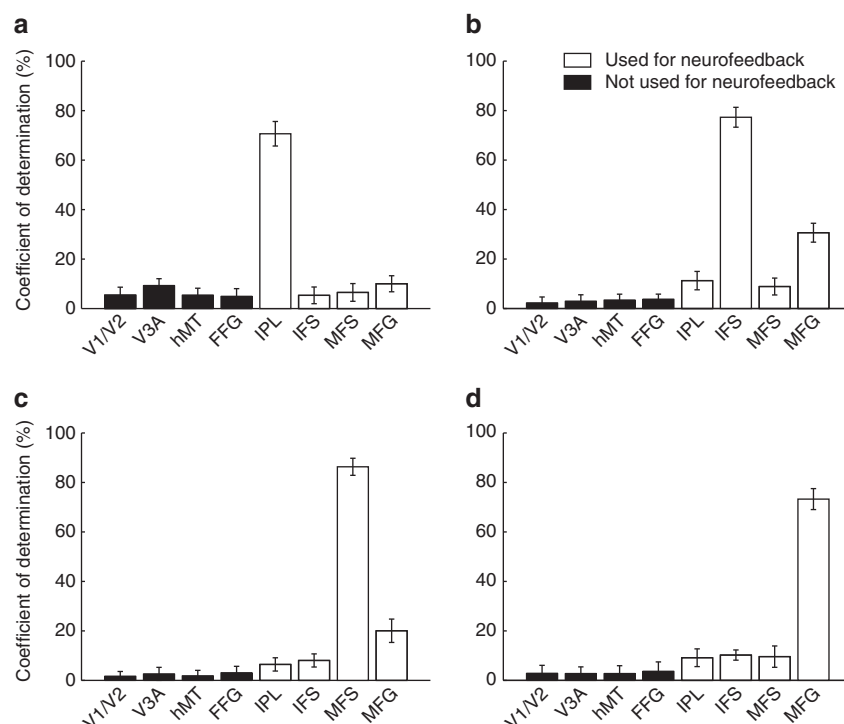 a
Coefficient of determination (%)
100
80
60
40
20
0
V1/V2 V3A hMT FFG IPL IFS MFS MFG
b
Used for neurofeedback
Not used for neurofeedback
100
80
60
40
20
0
V1/V2 V3A hMT FFG IPL IFS MFS MFG
c
Coefficient of determination (%)
100
80
60
40
20
0
V1/V2 V3A hMT FFG IPL IFS MFS MFG
d
100
80
60
40
20
0
V1/V2 V3A hMT FFG IPL IFS MFS MFG